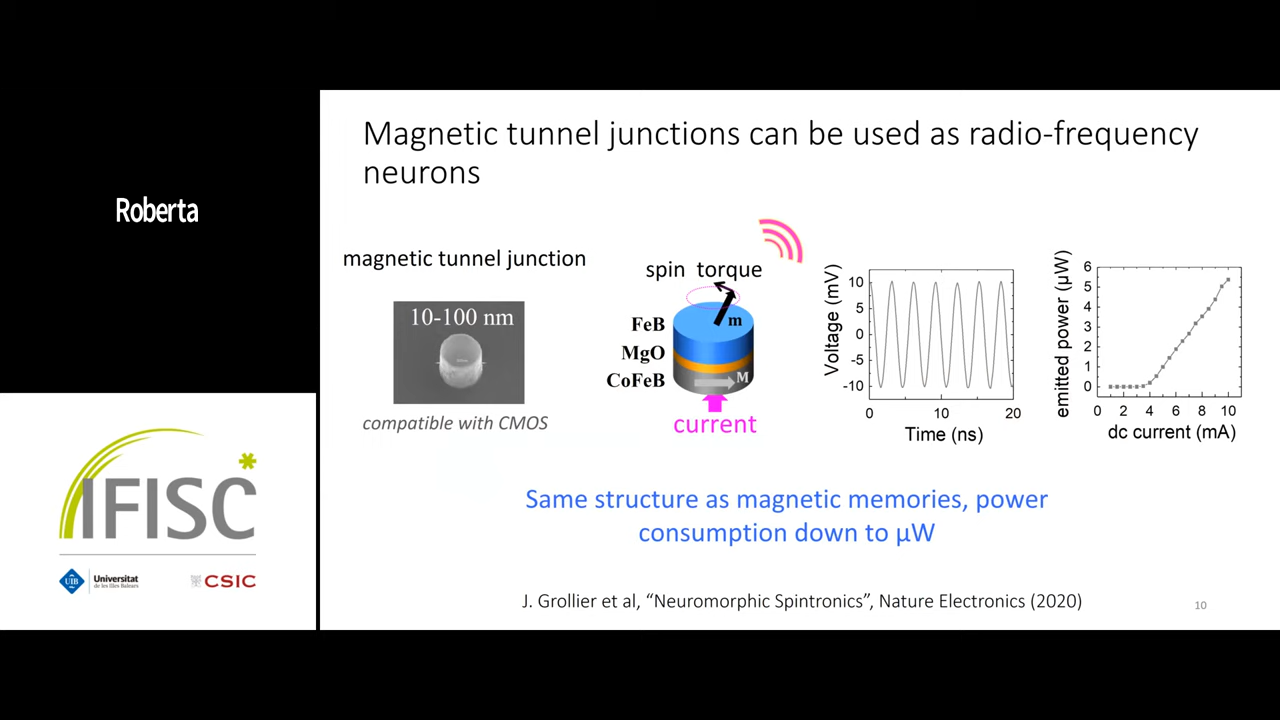 Roberta
IFISC
UIB
Universitat
de les Illes Balears
CSIC
Magnetic tunnel junctions can be used as radio-frequency
neurons
magnetic tunnel junction
10-100 nm
compatible with CMOS
spin torque
m
FeB
MgO
CoFeB
M
current
Voltage (mV)
10
5
0
-5
-10
0
10
20
Time (ns)
emitted power (µW)
6
5
4
3
2
1
0
0
2
4
6
8
10
dc current (mA)
Same structure as magnetic memories, power
consumption down to µW
J. Grollier et al, “Neuromorphic Spintronics”, Nature Electronics (2020)
10